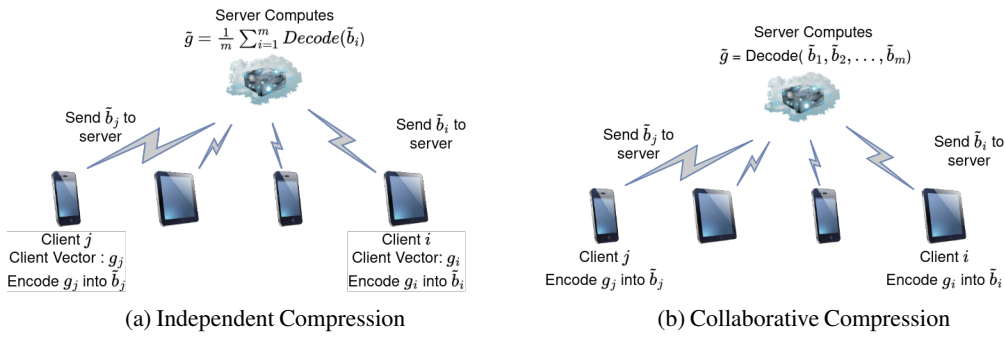 Server Computes
g̃ = 1/m ∑_{i=1}^{m} Decode(b̃_i)
Send b̃_j to
server
Send b̃_i to
server
Client j
Client Vector : g_j
Encode g_j into b̃_j
Client i
Client Vector: g_i
Encode g_i into b̃_i
(a) Independent Compression
Server Computes
g̃ = Decode( b̃_1, b̃_2, . . . , b̃_m)
Send b̃_j to
server
Send b̃_i to
server
Client j
Encode g_j into b̃_j
Client i
Encode g_i into b̃_i
(b) Collaborative Compression